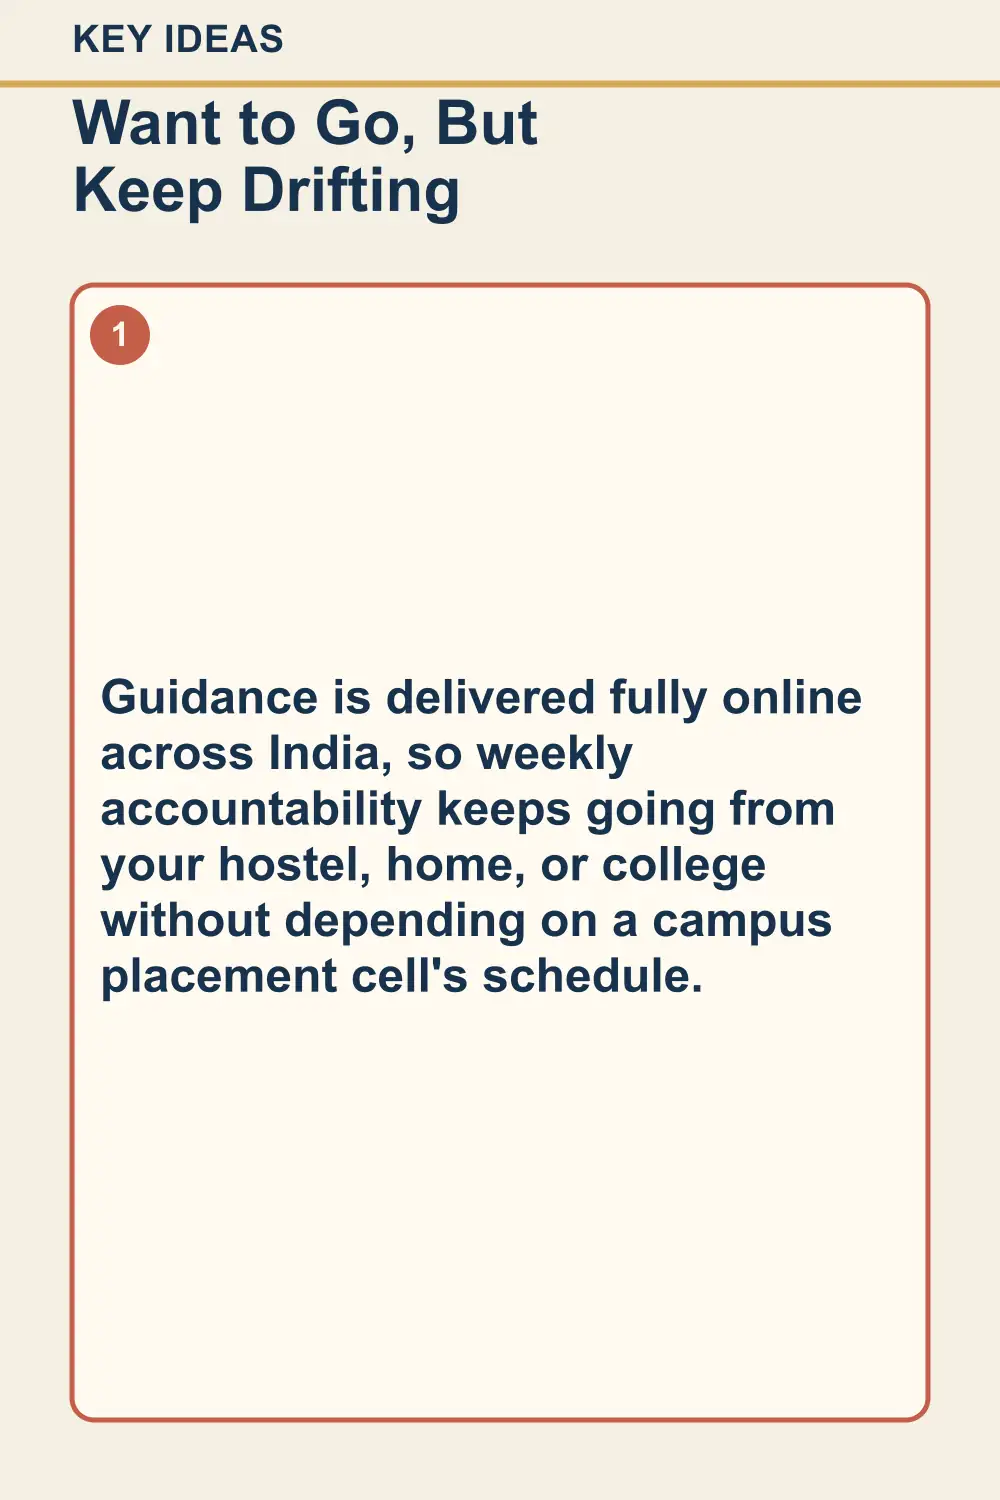 KEY IDEAS
Want to Go, But
Keep Drifting
1
Guidance is delivered fully online
across India, so weekly
accountability keeps going from
your hostel, home, or college
without depending on a campus
placement cell's schedule.